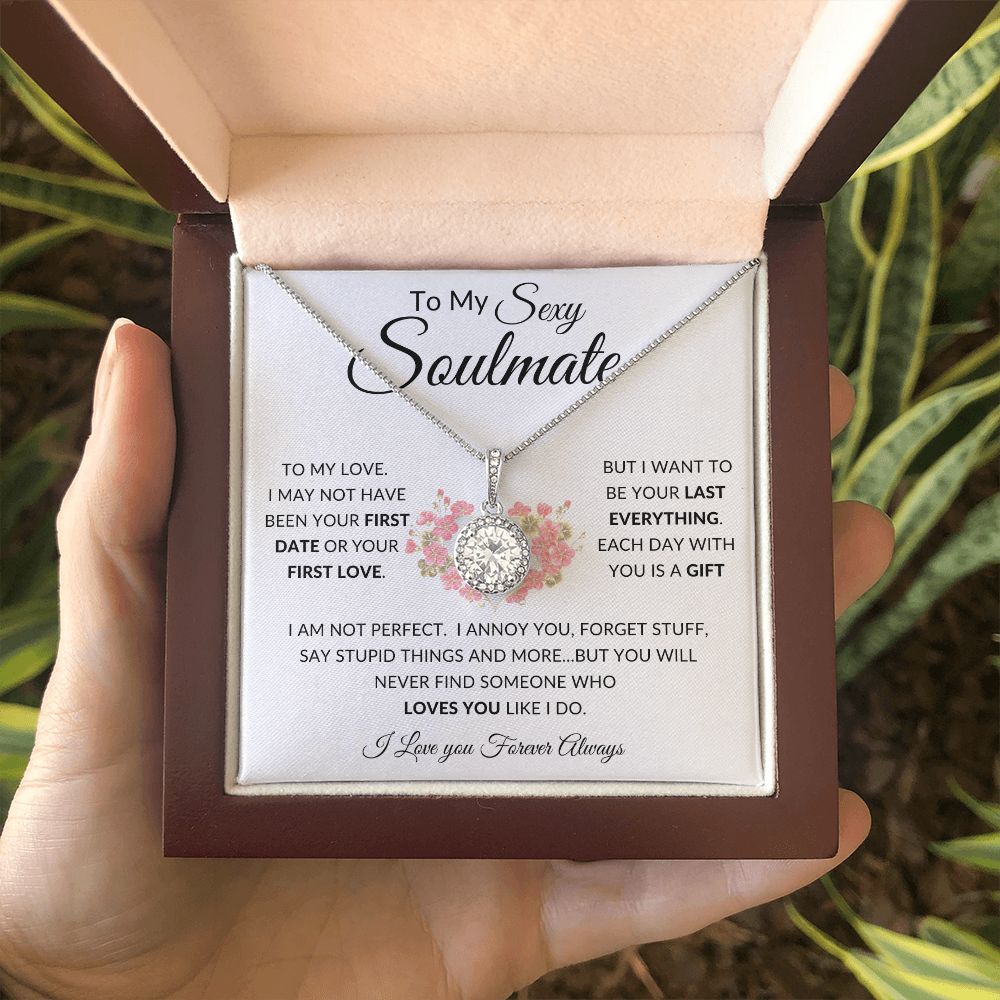 To My Sexy
Soulmate
TO MY LOVE.
I MAY NOT HAVE
BEEN YOUR FIRST
DATE OR YOUR
FIRST LOVE.
BUT I WANT TO
BE YOUR LAST
EVERYTHING.
EACH DAY WITH
YOU IS A GIFT
I AM NOT PERFECT. I ANNOY YOU, FORGET STUFF,
SAY STUPID THINGS AND MORE...BUT YOU WILL
NEVER FIND SOMEONE WHO
LOVES YOU LIKE I DO.
I Love you Forever Always